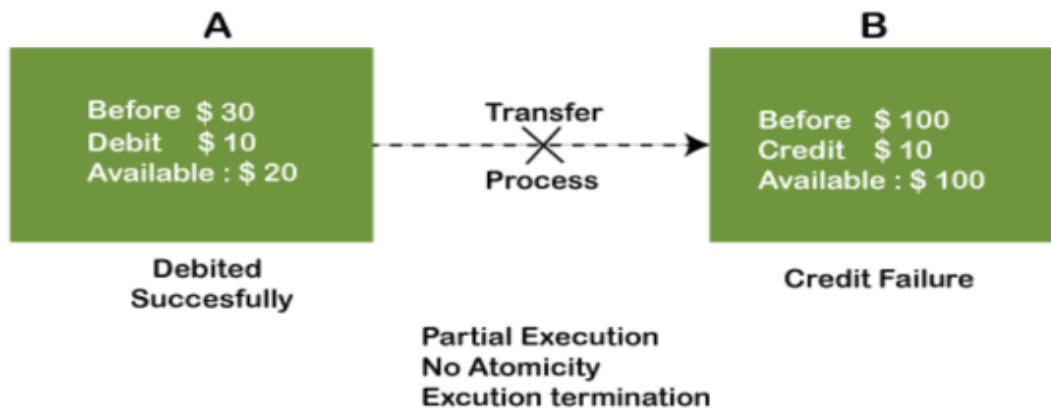 A
B
Before $ 30
Debit $ 10
Available : $ 20
Transfer
Process
Before $ 100
Credit $ 10
Available : $ 100
Debited
Succesfully
Credit Failure
Partial Execution
No Atomicity
Excution termination